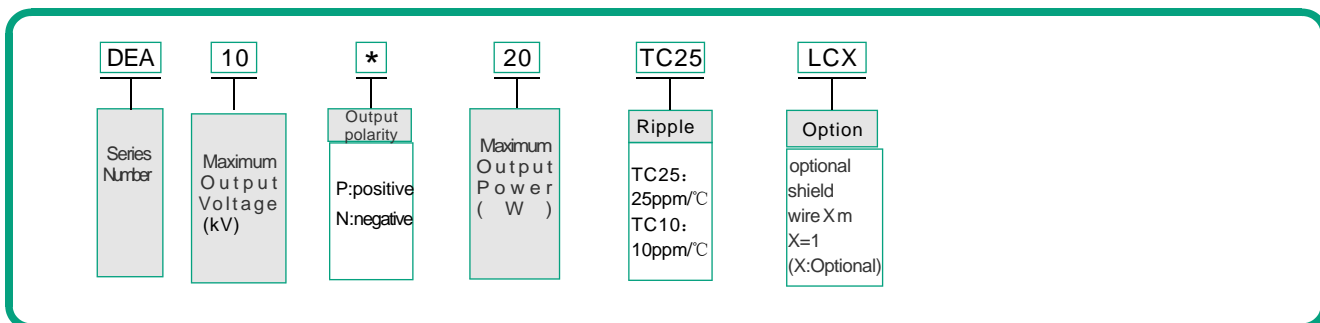 DEA 10 * 20 TC25 LCX
Series
Number
Maximum
Output
Voltage
(kV)
Output
polarity
P:positive
N:negative
Maximum
Output
Power
( W )
Ripple
TC25:
25ppm/℃
TC10:
10ppm/℃
Option
optional
shield
wire X m
X=1
(X:Optional)